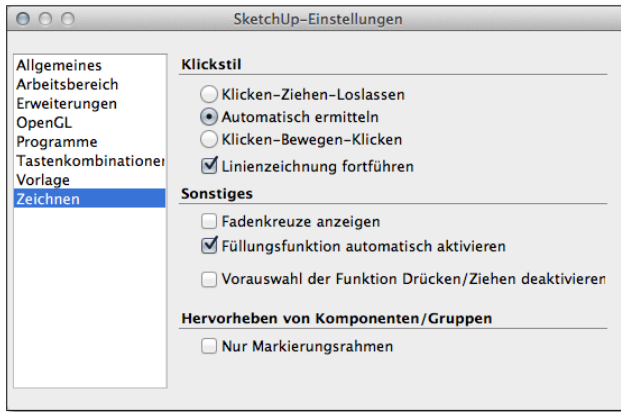 SketchUp-Einstellungen
Allgemeines
Arbeitsbereich
Erweiterungen
OpenGL
Programme
Tastenkombinationen
Vorlage
Zeichnen
Klickstil
Klicken-Ziehen-Loslassen
Automatisch ermitteln
Klicken-Bewegen-Klicken
Linienzeichnung fortführen
Sonstiges
Fadenkreuze anzeigen
Füllungsfunktion automatisch aktivieren
Vorauswahl der Funktion Drücken/Ziehen deaktivieren
Hervorheben von Komponenten/Gruppen
Nur Markierungsrahmen